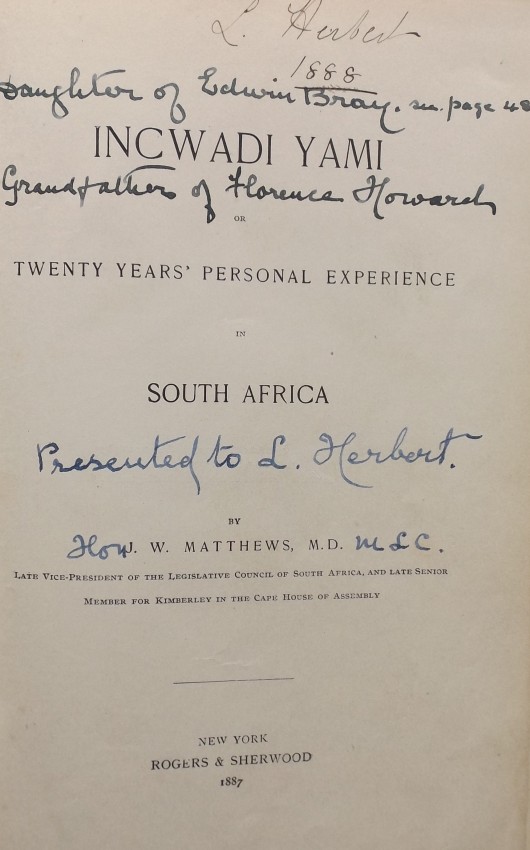 L. Herbert
1888
Daughter of Edwin Bray. see page 48
INCWADI YAMI
Grandfather of Florence Howard
OR
TWENTY YEARS' PERSONAL EXPERIENCE
IN
SOUTH AFRICA
Presented to L. Herbert.
BY
Hon J. W. MATTHEWS, M.D. M L C.
LATE VICE-PRESIDENT OF THE LEGISLATIVE COUNCIL OF SOUTH AFRICA, AND LATE SENIOR
MEMBER FOR KIMBERLEY IN THE CAPE HOUSE OF ASSEMBLY
NEW YORK
ROGERS & SHERWOOD
1887